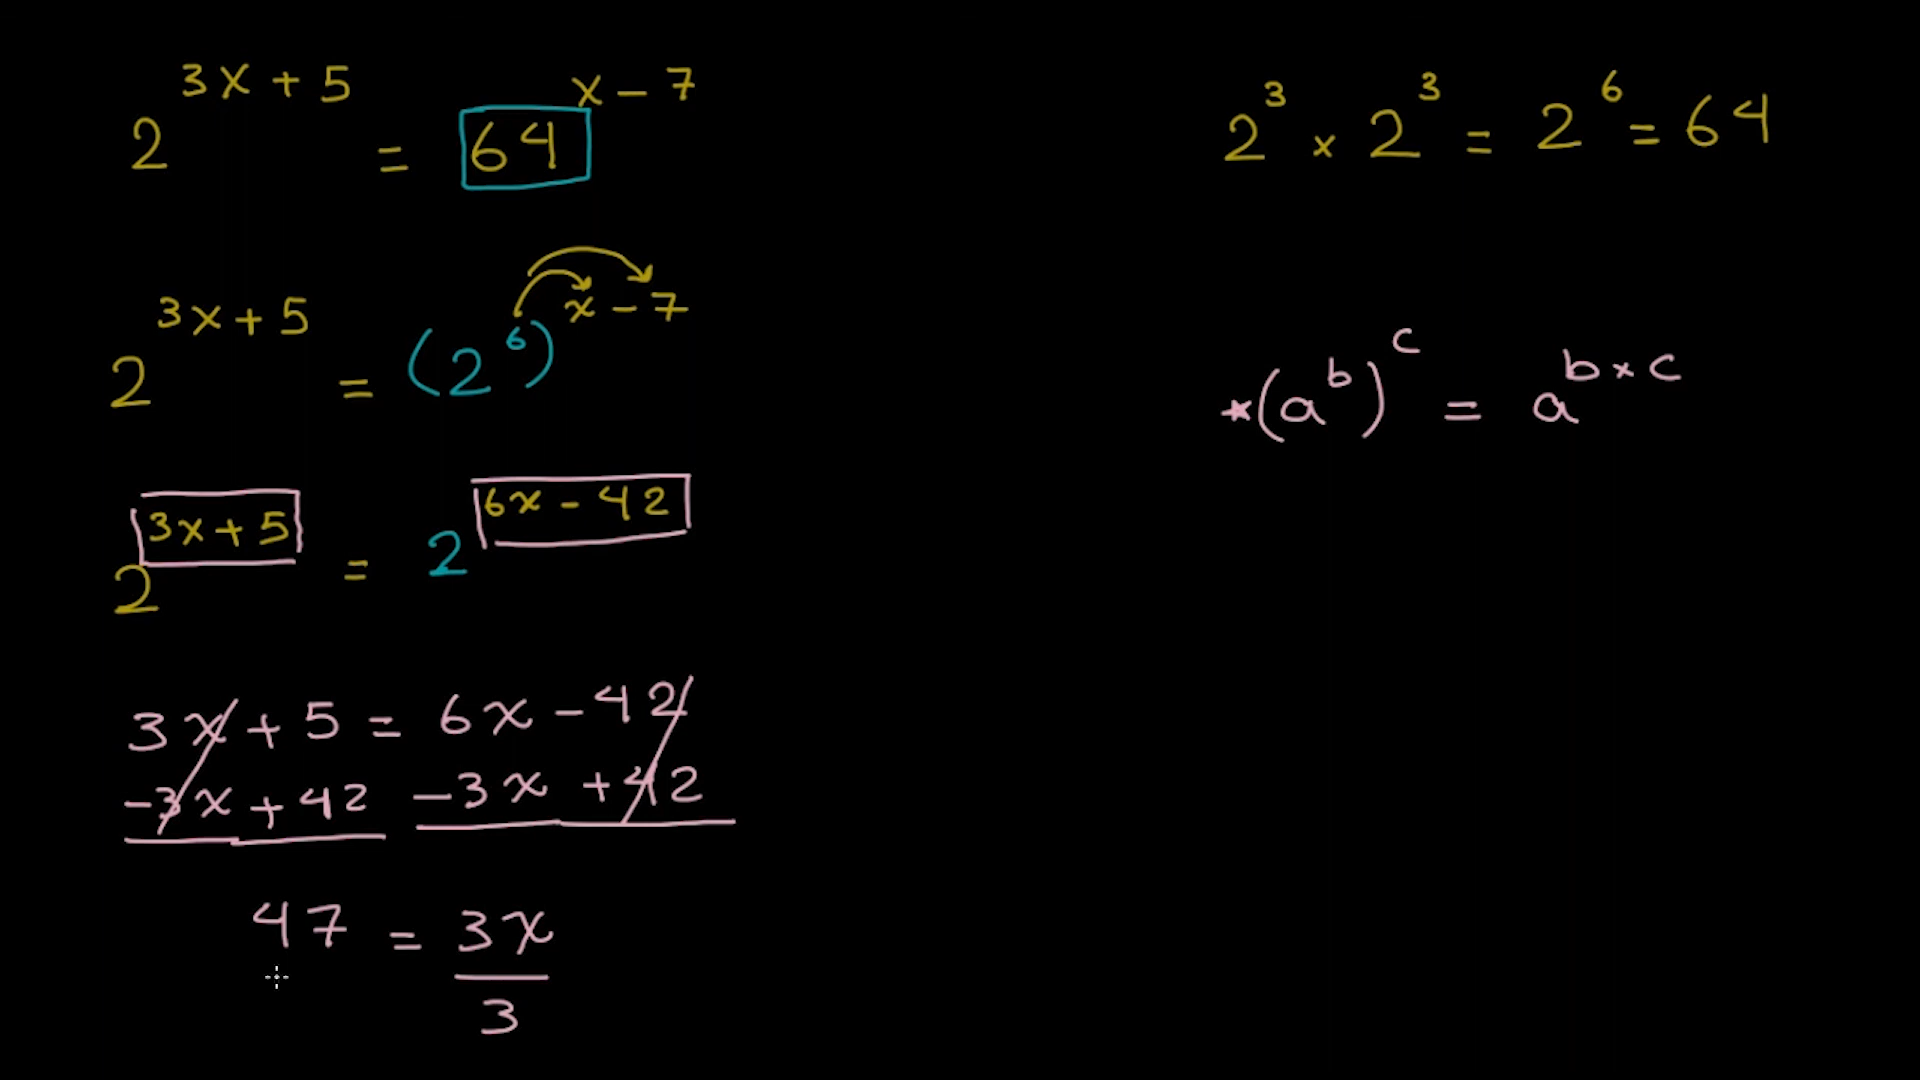 2^{3x+5} = 64^{x-7}
2^{3x+5} = (2^6)^{x-7}
2^{3x+5} = 2^{6x-42}
3x + 5 = 6x - 42
-3x + 42 -3x + 42
47 = 3x
3
2^3 × 2^3 = 2^6 = 64
*(a^b)^c = a^{b×c}